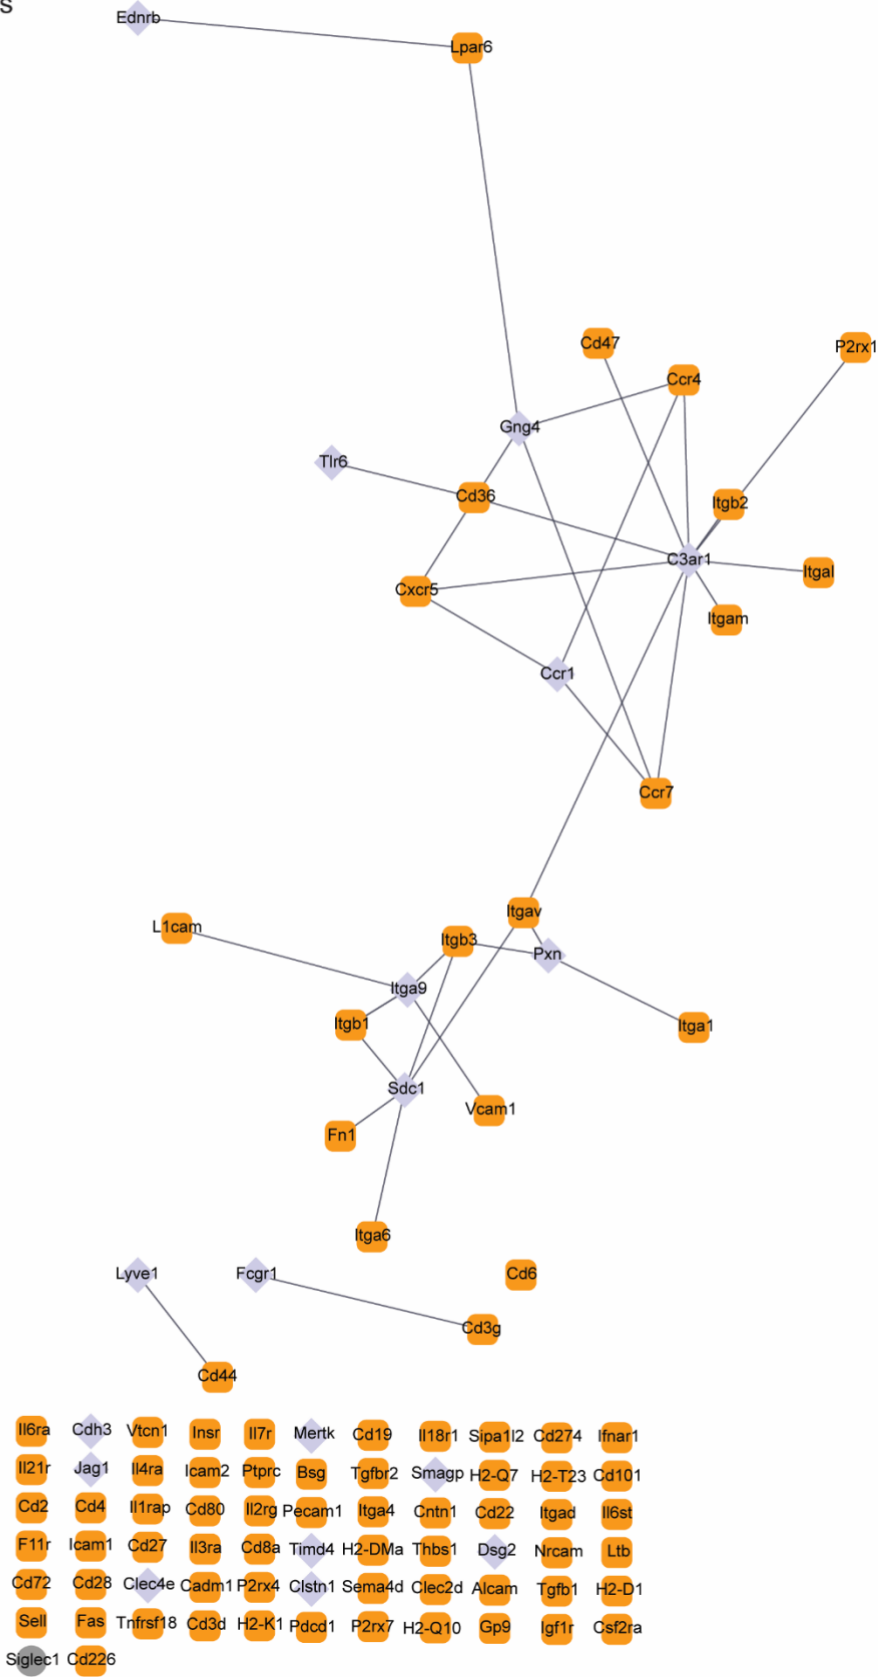 s
Ednrb
Lpar6
Cd47
P2rx1
Ccr4
Gng4
Tlr6
Cd36
Itgb2
C3ar1
Itgal
Cxcr5
Itgam
Ccr1
Ccr7
Itgav
L1cam
Itgb3
Pxn
Itga9
Itgb1
Itga1
Sdc1
Vcam1
Fn1
Itga6
Lyve1 Fcgr1 Cd6
Cd3g
Cd44
Il6ra Cdh3 Vtcn1 Insr Il7r Mertk Cd19 Il18r1 Sipa1l2 Cd274 Ifnar1
Il21r Jag1 Il4ra Icam2 Ptprc Bsg Tgfbr2 Smagp H2-Q7 H2-T23 Cd101
Cd2 Cd4 Il1rap Cd80 Il2rg Pecam1 Itga4 Cntn1 Cd22 Itgad Il6st
F11r Icam1 Cd27 Il3ra Cd8a Timd4 H2-DMa Thbs1 Dsg2 Nrcam Ltb
Cd72 Cd28 Clec4e Cadm1 P2rx4 Clstn1 Sema4d Clec2d Alcam Tgfb1 H2-D1
Sell Fas Tnfrsf18 Cd3d H2-K1 Pdcd1 P2rx7 H2-Q10 Gp9 Igf1r Csf2ra
Siglec1 Cd226